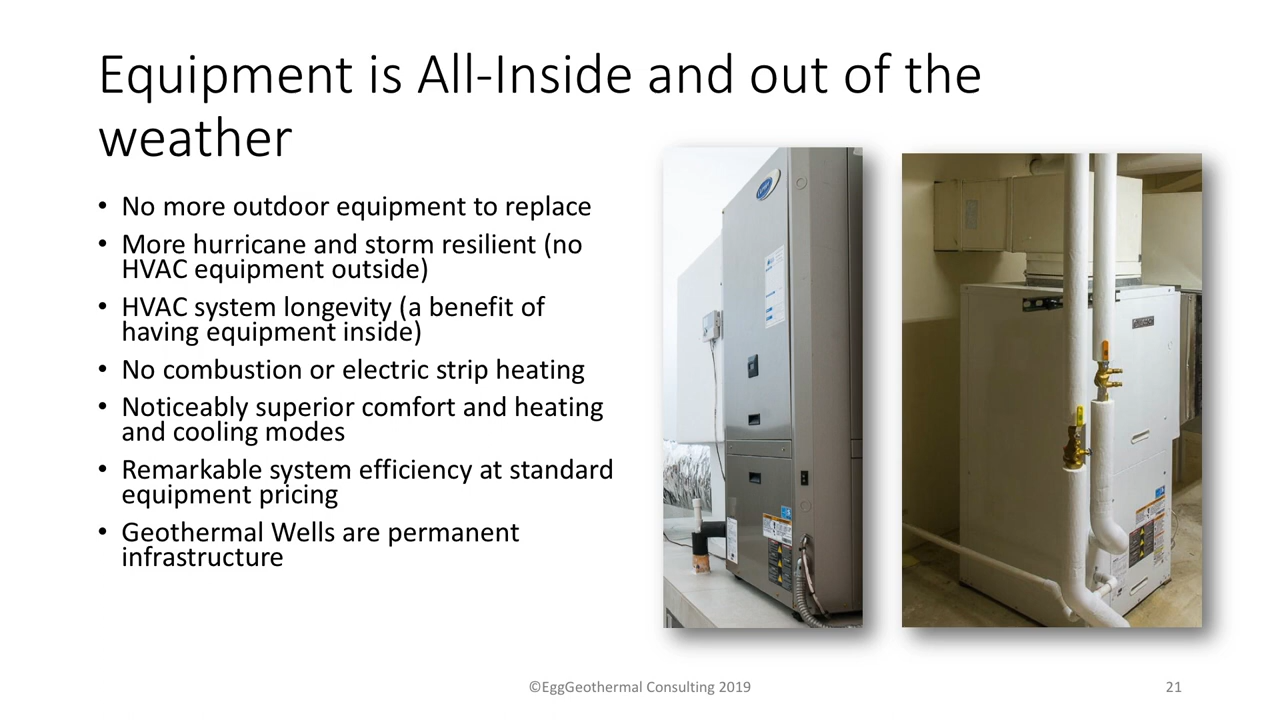 Equipment is All-Inside and out of the
weather
• No more outdoor equipment to replace
• More hurricane and storm resilient (no
HVAC equipment outside)
• HVAC system longevity (a benefit of
having equipment inside)
• No combustion or electric strip heating
• Noticeably superior comfort and heating
and cooling modes
• Remarkable system efficiency at standard
equipment pricing
• Geothermal Wells are permanent
infrastructure
©EggGeothermal Consulting 2019
21